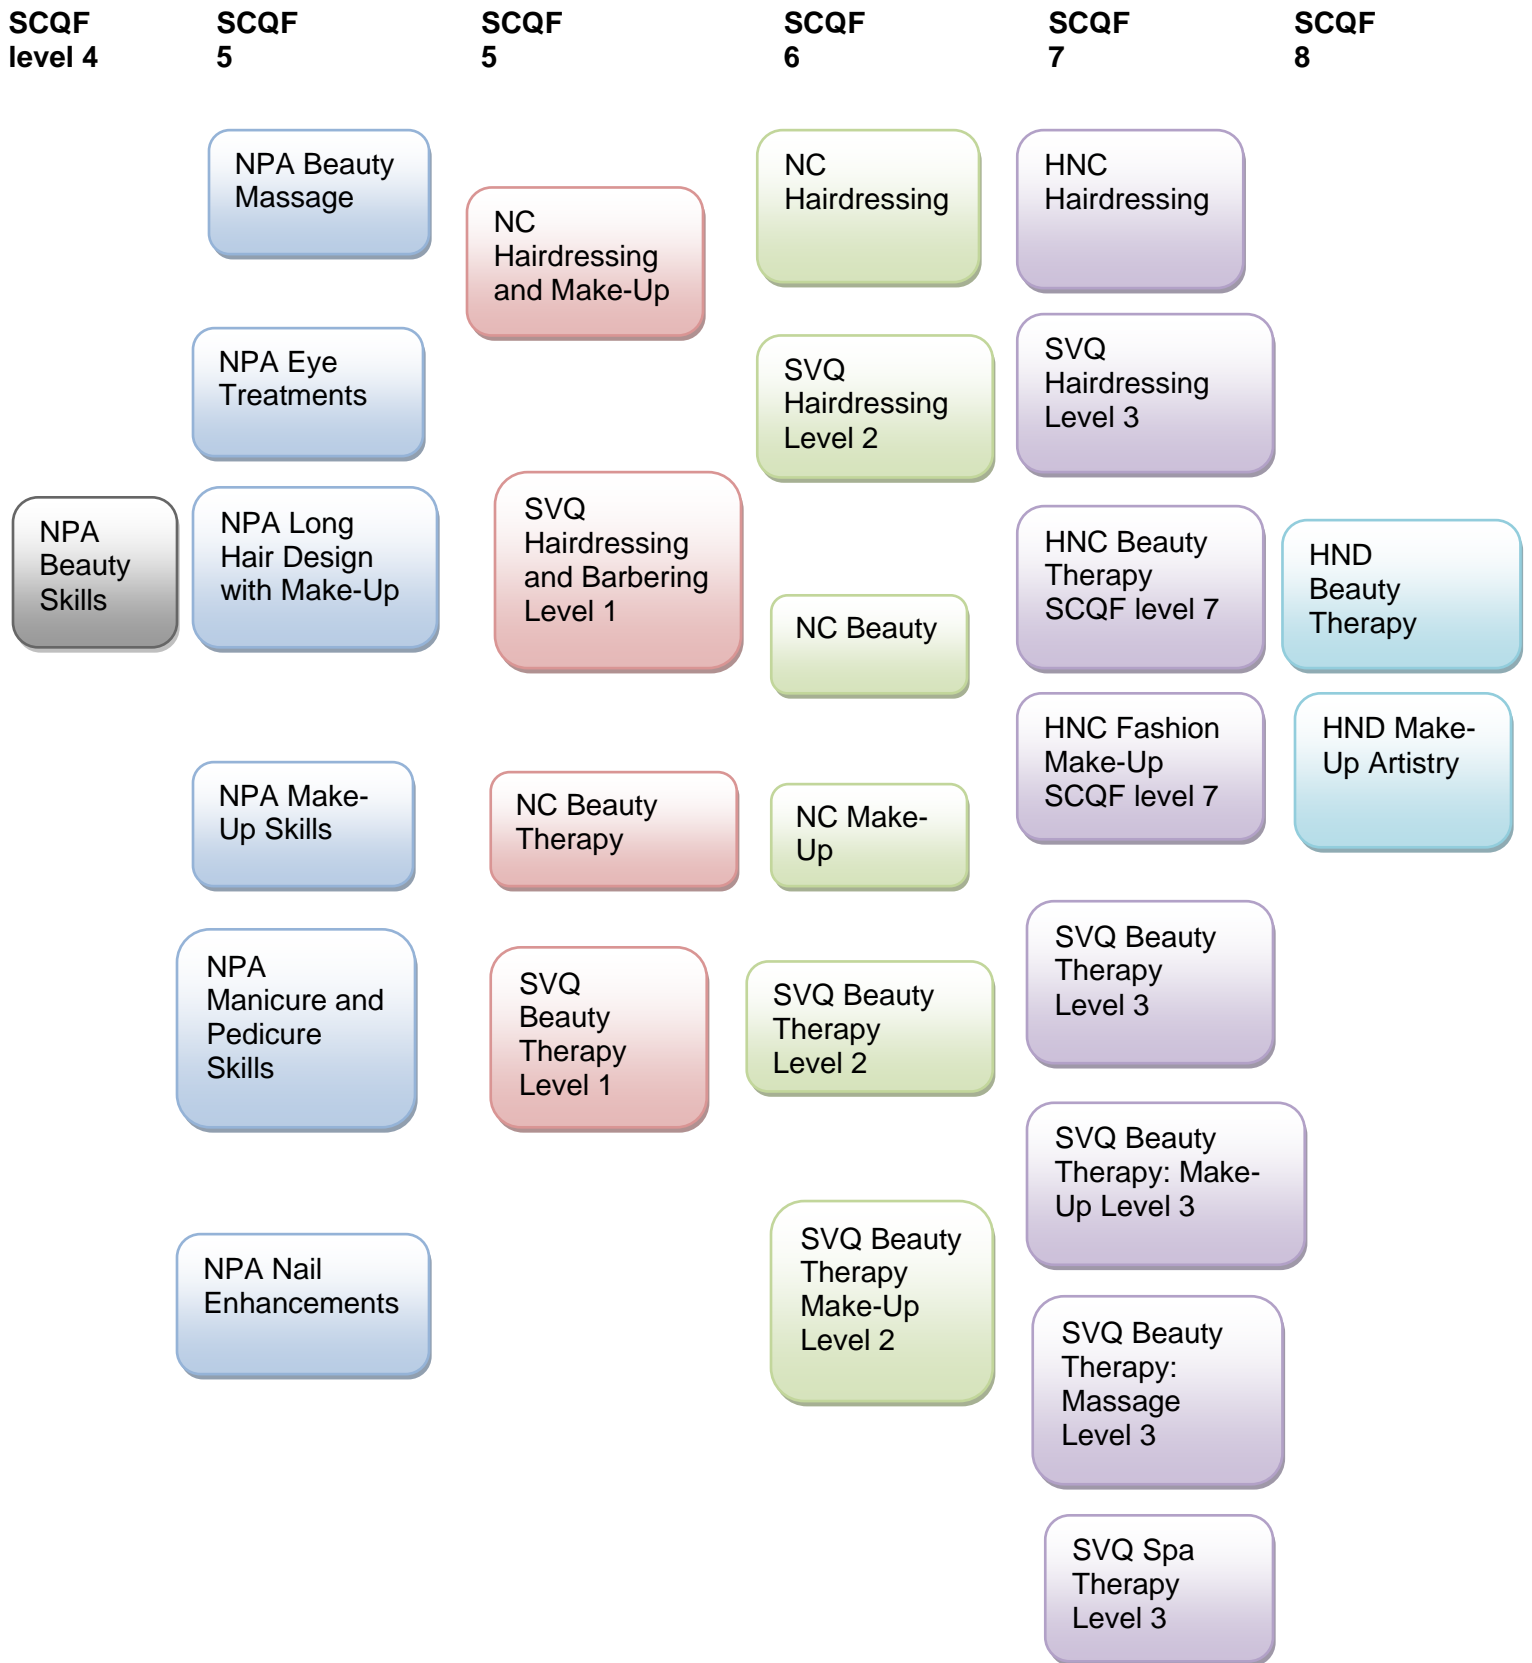 SCQF
level 4
SCQF
5
SCQF
5
SCQF
6
SCQF
7
SCQF
8
NPA
Beauty
Skills
NPA Beauty
Massage
NPA Eye
Treatments
NPA Long
Hair Design
with Make-Up
NPA Make-
Up Skills
NPA
Manicure and
Pedicure
Skills
NPA Nail
Enhancements
NC
Hairdressing
and Make-Up
SVQ
Hairdressing
and Barbering
Level 1
NC Beauty
Therapy
SVQ
Beauty
Therapy
Level 1
NC
Hairdressing
SVQ
Hairdressing
Level 2
NC Beauty
NC Make-
Up
SVQ Beauty
Therapy
Level 2
SVQ Beauty
Therapy
Make-Up
Level 2
HNC
Hairdressing
SVQ
Hairdressing
Level 3
HNC Beauty
Therapy
SCQF level 7
HNC Fashion
Make-Up
SCQF level 7
SVQ Beauty
Therapy
Level 3
SVQ Beauty
Therapy: Make-
Up Level 3
SVQ Beauty
Therapy:
Massage
Level 3
SVQ Spa
Therapy
Level 3
HND
Beauty
Therapy
HND Make-
Up Artistry